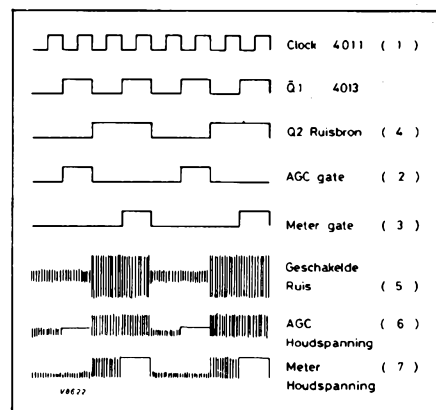 Clock 4011 ( 1 )
Q̄1 4013
Q2 Ruisbron ( 4 )
AGC gate ( 2 )
Meter gate ( 3 )
Geschakelde
Ruis ( 5 )
AGC ( 6 )
Houdspanning
Meter ( 7 )
Houdspanning
V8622